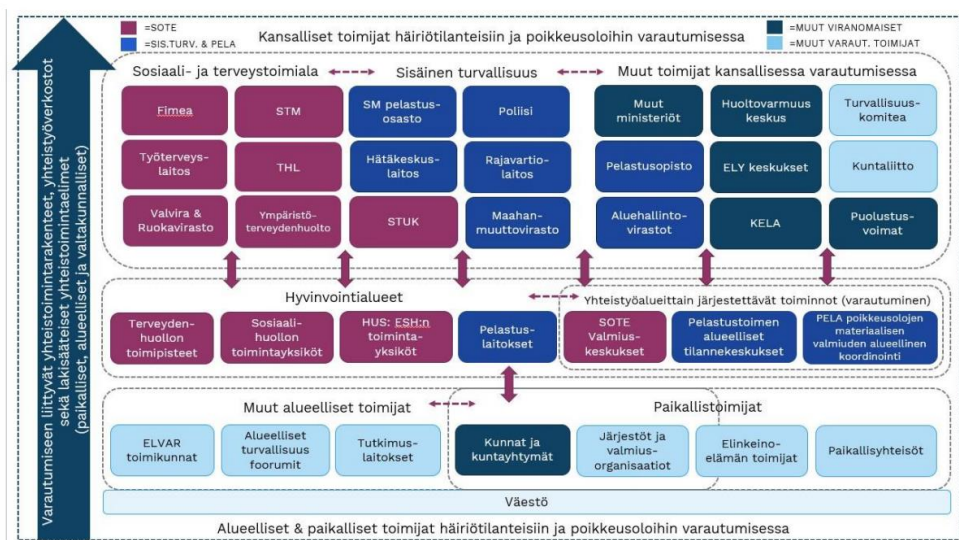 =SOTE
=SIS.TURV. & PELA
Kansalliset toimijat häiriötilanteisiin ja poikkeusoloihin varautumisessa
=MUUT VIRANOMAISET
=MUUT VARAUT. TOIMIJAT
Varautumiseen liittyvät yhteistoimintarakenteet, yhteistyöverkostot
sekä lakisääteiset yhteistoimintaelimet
(paikalliset, alueelliset ja valtakunnalliset)
Sosiaali- ja terveystoimiala
Sisäinen turvallisuus
Muut toimijat kansallisessa varautumisessa
Fimea
STM
SM pelastus-
osasto
Poliisi
Muut
ministeriöt
Huoltovarmuus
keskus
Turvallisuus-
komitea
Työterveys-
laitos
THL
Hätäkeskus-
laitos
Rajavartio-
laitos
Pelastusopisto
ELY keskukset
Kuntaliitto
Valvira &
Ruokavirasto
Ympäristö-
terveydenhuolto
STUK
Maahan-
muuttovirasto
Aluehallinto-
virastot
KELA
Puolustus-
voimat
Hyvinvointialueet
Yhteistyöalueittain järjestettävät toiminnot (varautuminen)
Terveyden-
huollon
toimipisteet
Sosiaali-
huollon
toimintayksiköt
HUS: ESH:n
toiminta-
yksiköt
Pelastus-
laitokset
SOTE
Valmius-
keskukset
Pelastustoimen
alueelliset
tilannekeskukset
PELA poikkeusolojen
materiaalisen
valmiuden alueellinen
koordinointi
Muut alueelliset toimijat
Paikallistoimijat
ELVAR
toimikunnat
Alueelliset
turvallisuus
foorumit
Tutkimus-
laitokset
Kunnat ja
kuntayhtymät
Järjestöt ja
valmius-
organisaatiot
Elinkeino-
elämän toimijat
Paikallisyhteisöt
Väestö
Alueelliset & paikalliset toimijat häiriötilanteisiin ja poikkeusoloihin varautumisessa